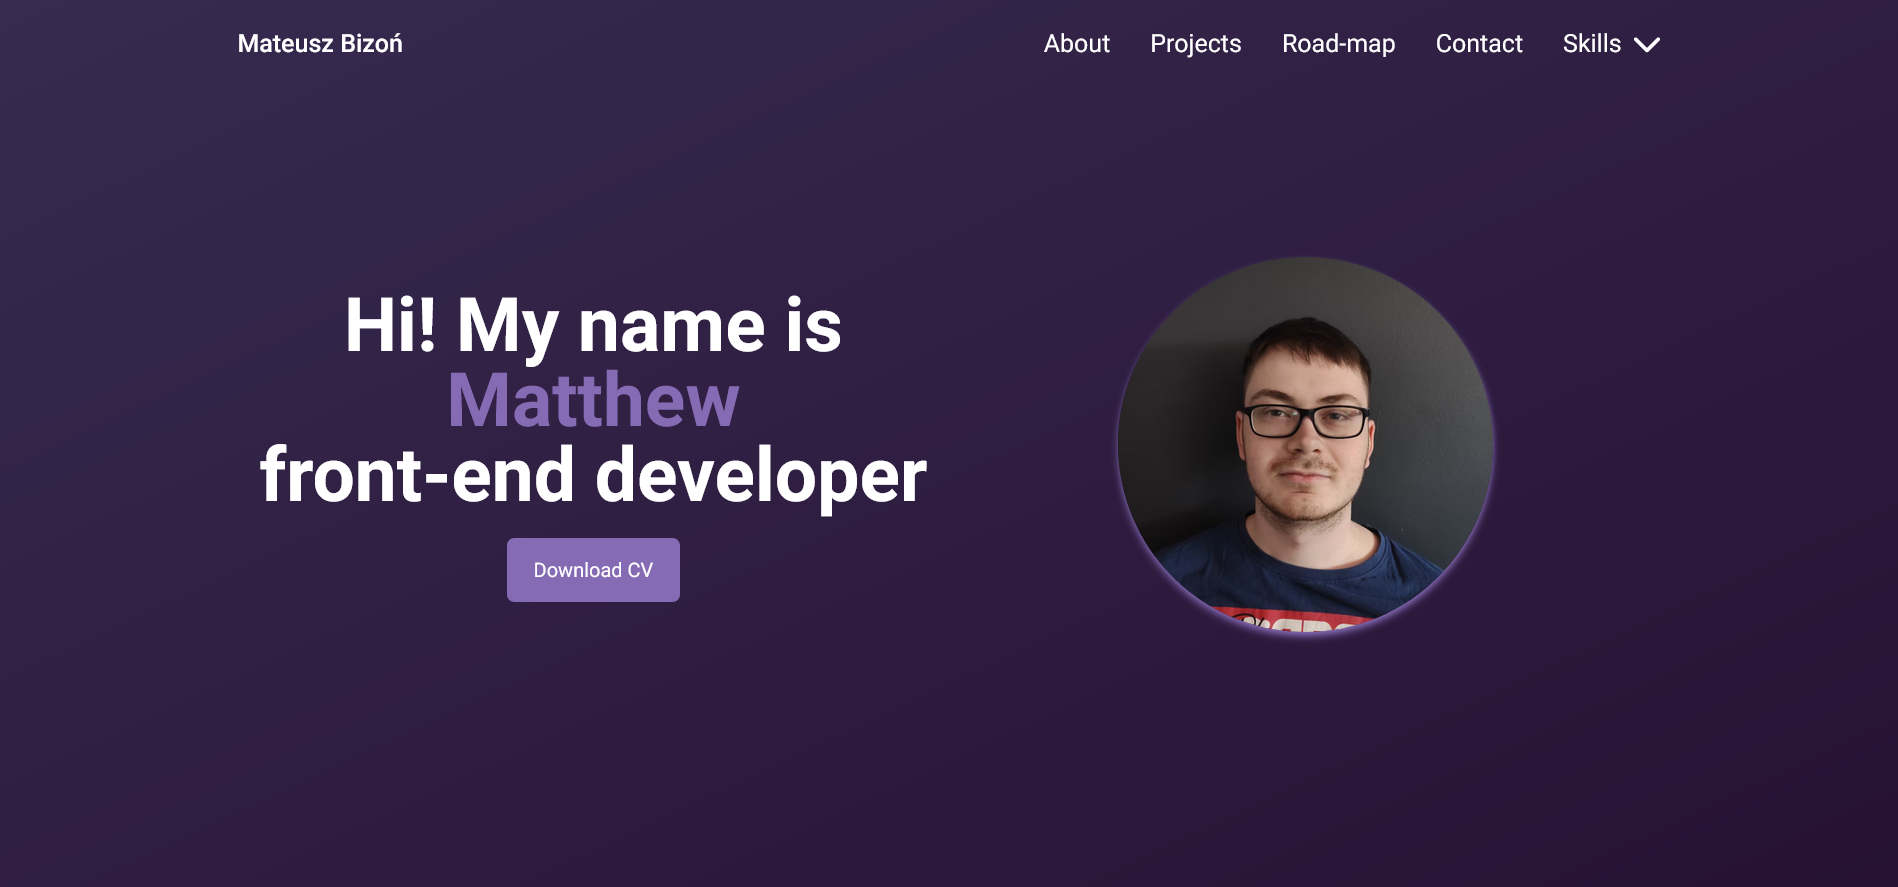 Mateusz Bizoń
About Projects Road-map Contact Skills
Hi! My name is
Matthew
front-end developer
Download CV